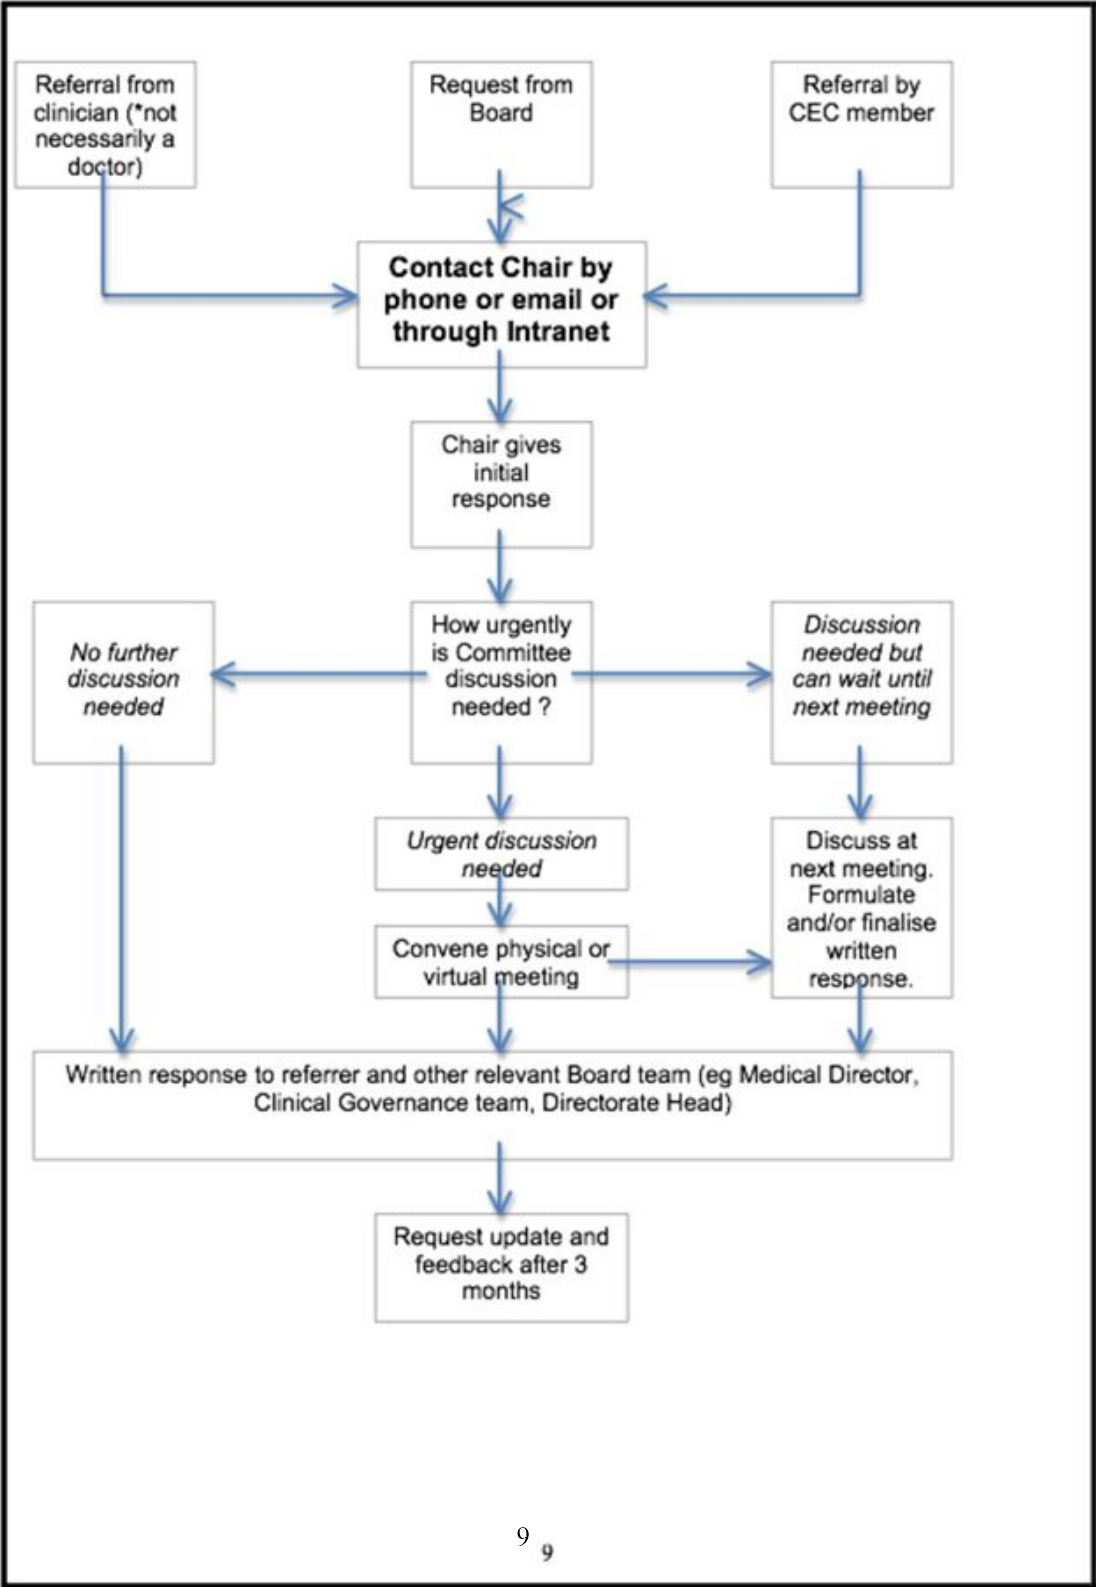 Referral from
clinician (*not
necessarily a
doctor)
Request from
Board
Referral by
CEC member
Contact Chair by
phone or email or
through Intranet
Chair gives
initial
response
No further
discussion
needed
How urgently
is Committee
discussion
needed ?
Discussion
needed but
can wait until
next meeting
Urgent discussion
needed
Convene physical or
virtual meeting
Discuss at
next meeting.
Formulate
and/or finalise
written
response.
Written response to referrer and other relevant Board team (eg Medical Director,
Clinical Governance team, Directorate Head)
Request update and
feedback after 3
months
9
9